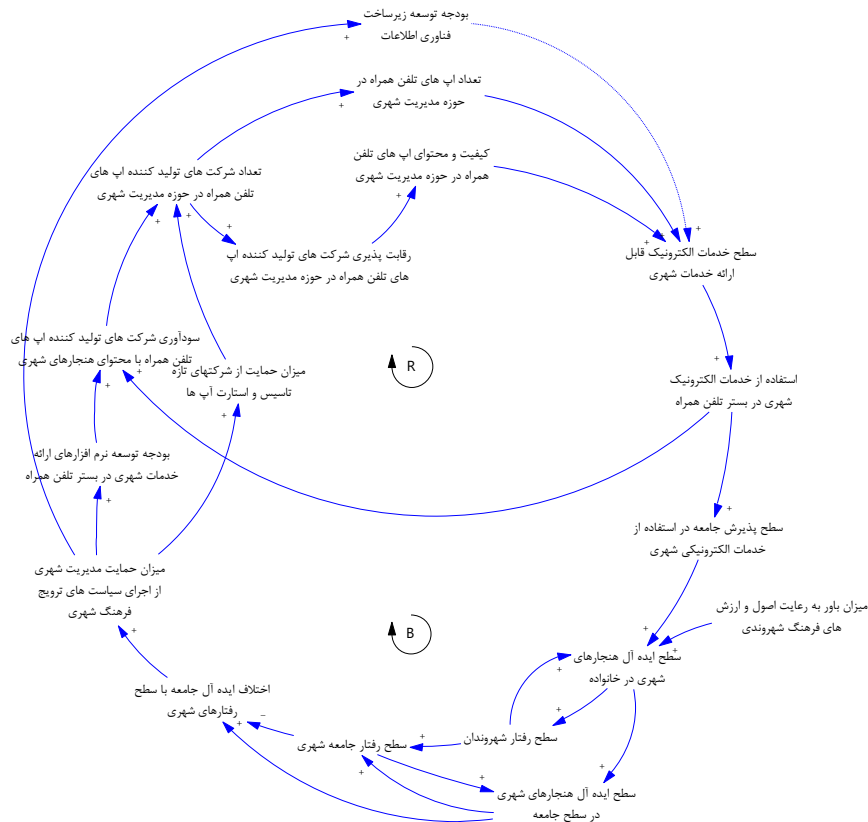 بودجه توسعه زیرساخت
فناوری اطلاعات
تعداد اپ های تلفن همراه در
حوزه مدیریت شهری
کیفیت و محتوای اپ های تلفن
همراه در حوزه مدیریت شهری
تعداد شرکت های تولید کننده اپ های
تلفن همراه در حوزه مدیریت شهری
رقابت پذیری شرکت های تولید کننده اپ
های تلفن همراه در حوزه مدیریت شهری
سطح خدمات الکترونیک قابل
ارائه خدمات شهری
سودآوری شرکت های تولید کننده اپ های
تلفن همراه با محتوای هنجارهای شهری
میزان حمایت از شرکتهای تازه
تاسیس و استارت آپ ها
R
استفاده از خدمات الکترونیک
شهری در بستر تلفن همراه
بودجه توسعه نرم افزارهای ارائه
خدمات شهری در بستر تلفن همراه
سطح پذیرش جامعه در استفاده از
خدمات الکترونیکی شهری
میزان حمایت مدیریت شهری
از اجرای سیاست های ترویج
فرهنگ شهری
میزان باور به رعایت اصول و ارزش
های فرهنگ شهروندی
B
سطح ایده آل هنجارهای
شهری در خانواده
اختلاف ایده آل جامعه با سطح
رفتارهای شهری
سطح رفتار شهروندان
سطح رفتار جامعه شهری
سطح ایده آل هنجارهای شهری
در سطح جامعه